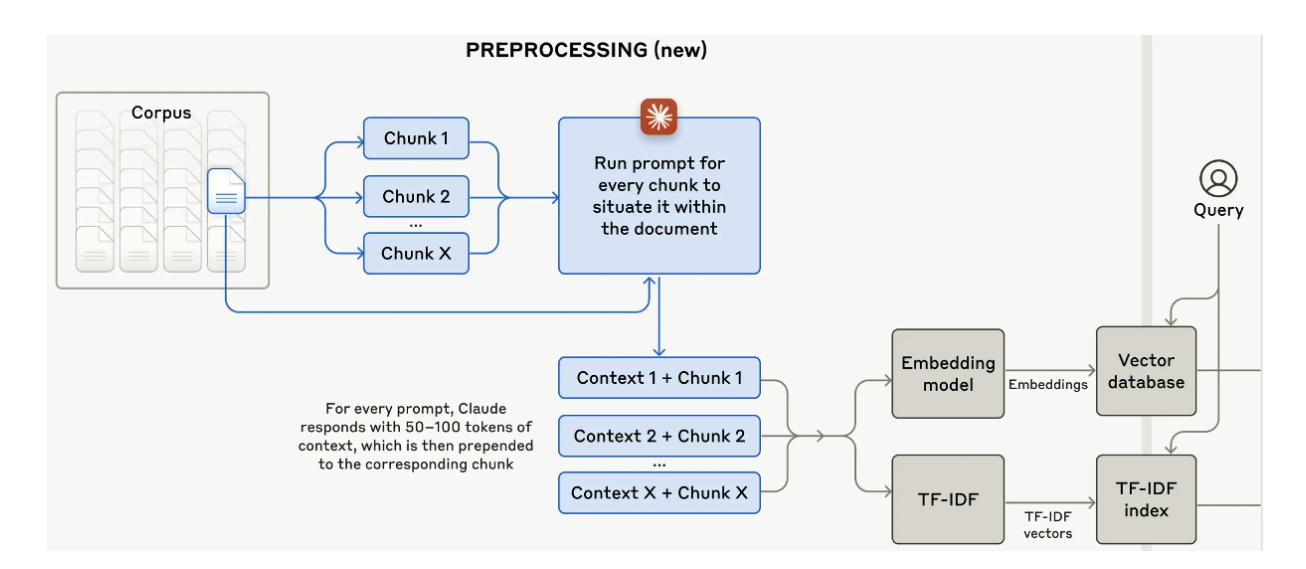 PREPROCESSING (new)
Corpus
Chunk 1
Chunk 2
...
Chunk X
Run prompt for
every chunk to
situate it within
the document
Query
Context 1 + Chunk 1
Context 2 + Chunk 2
...
Context X + Chunk X
For every prompt, Claude
responds with 50–100 tokens of
context, which is then prepended
to the corresponding chunk
Embedding
model
Embeddings
Vector
database
TF-IDF
TF-IDF
vectors
TF-IDF
index